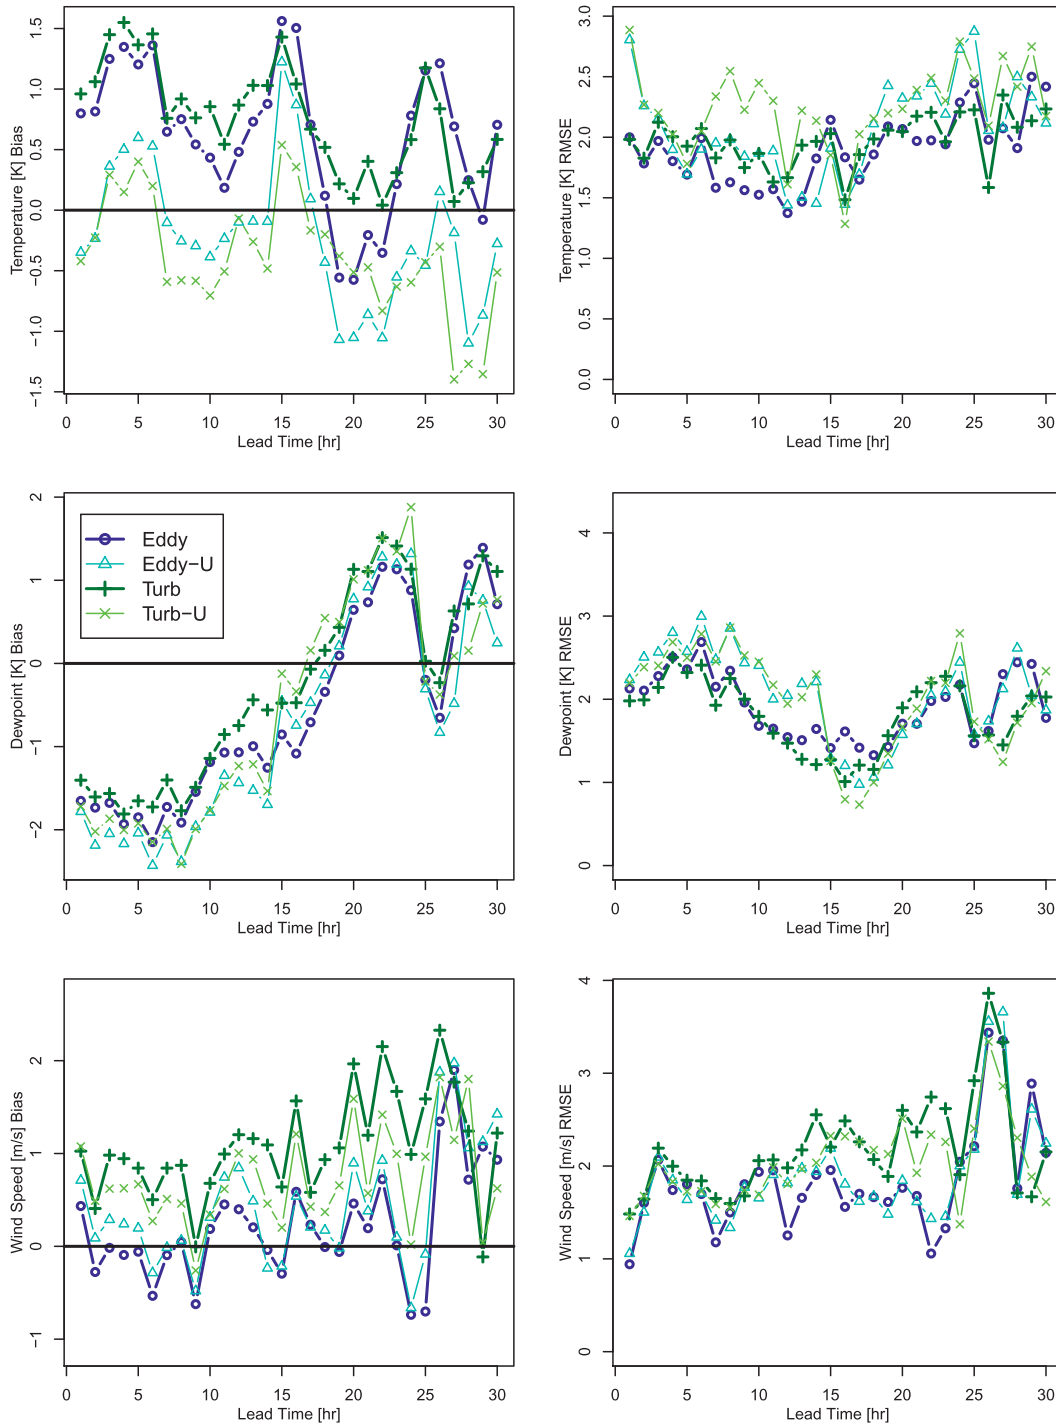 Temperature [K] Bias
1.5
1.0
0.5
0.0
−0.5
−1.0
−1.5
0 5 10 15 20 25 30
Lead Time [hr]
Temperature [K] RMSE
3.0
2.5
2.0
1.5
1.0
0.5
0.0
0 5 10 15 20 25 30
Lead Time [hr]
Dewpoint [K] Bias
2
1
0
−1
−2
Eddy
Eddy−U
Turb
Turb−U
0 5 10 15 20 25 30
Lead Time [hr]
Dewpoint [K] RMSE
4
3
2
1
0
0 5 10 15 20 25 30
Lead Time [hr]
Wind Speed [m/s] Bias
2
1
0
−1
0 5 10 15 20 25 30
Lead Time [hr]
Wind Speed [m/s] RMSE
4
3
2
1
0
0 5 10 15 20 25 30
Lead Time [hr]